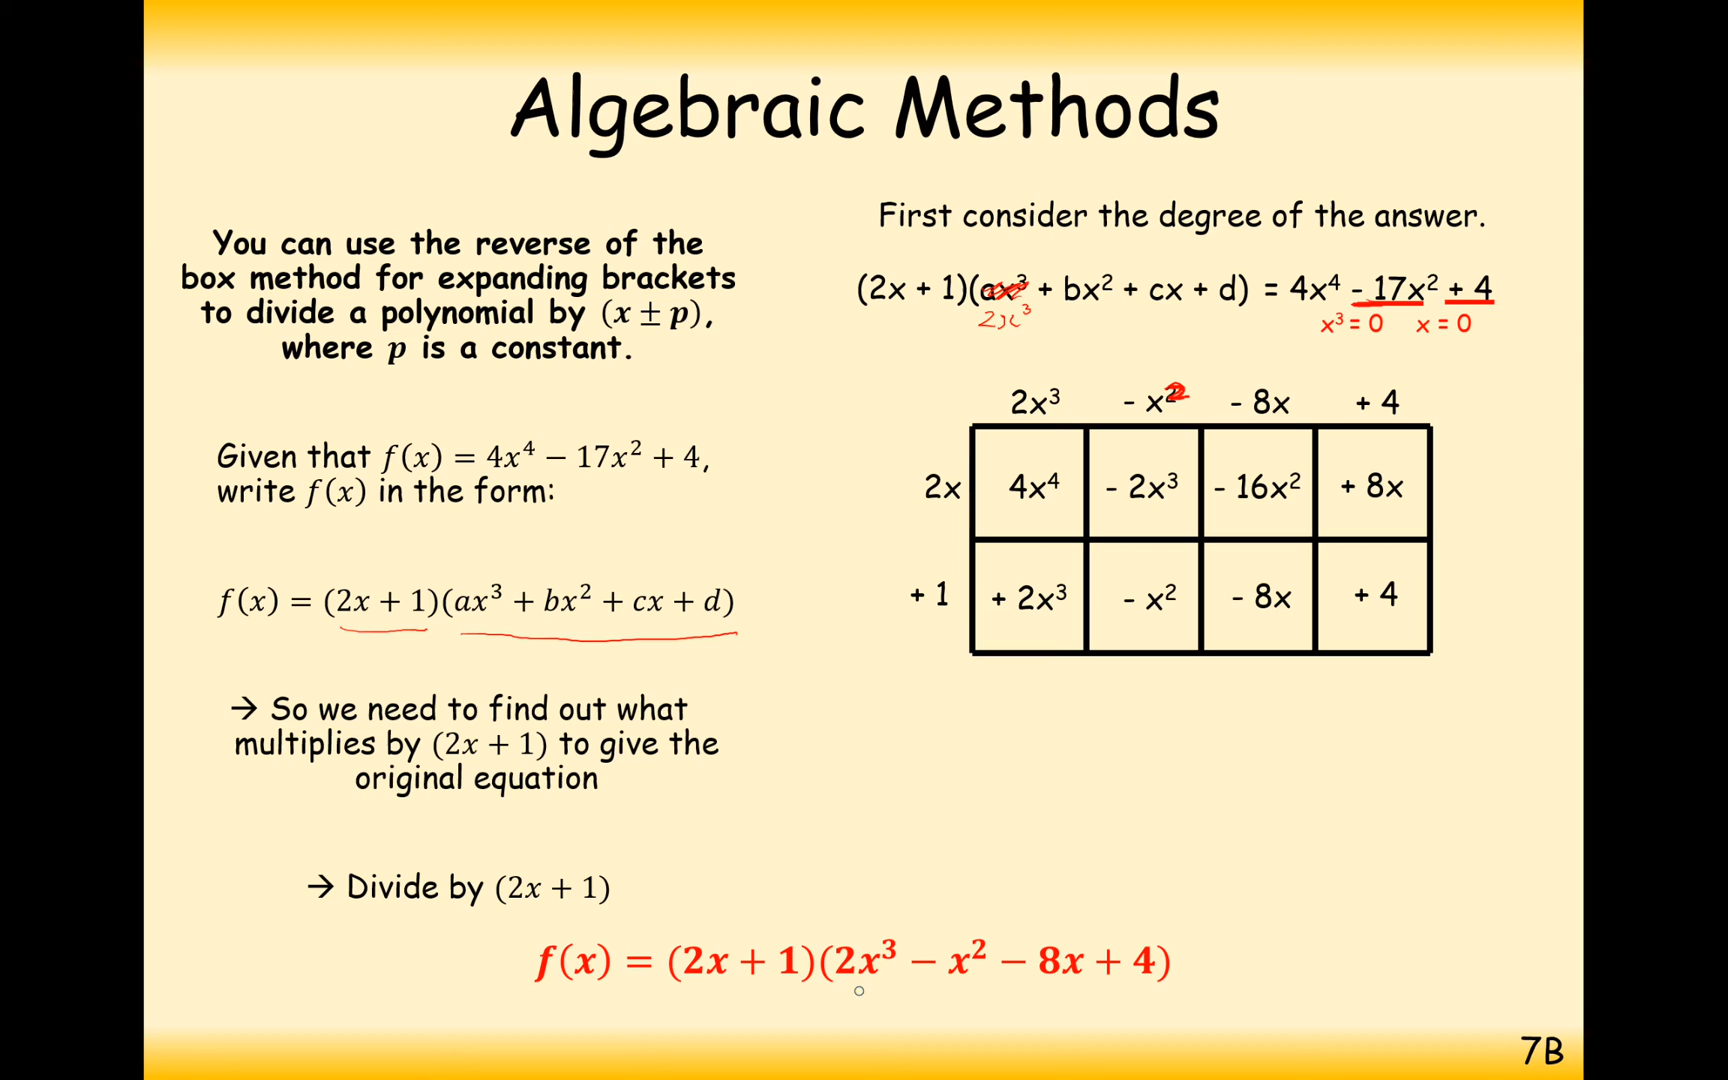 Algebraic Methods
You can use the reverse of the
box method for expanding brackets
to divide a polynomial by (x ± p),
where p is a constant.
Given that f(x) = 4x⁴ − 17x² + 4,
write f(x) in the form:
f(x) = (2x + 1)(ax³ + bx² + cx + d)
→ So we need to find out what
multiplies by (2x + 1) to give the
original equation
→ Divide by (2x + 1)
First consider the degree of the answer.
(2x + 1)(ax³ + bx² + cx + d) = 4x⁴ - 17x² + 4
2x³
x³ = 0 x = 0
2x³ - x² - 8x + 4
2x 4x⁴ - 2x³ - 16x² + 8x
+ 1 + 2x³ - x² - 8x + 4
f(x) = (2x + 1)(2x³ − x² − 8x + 4)
7B